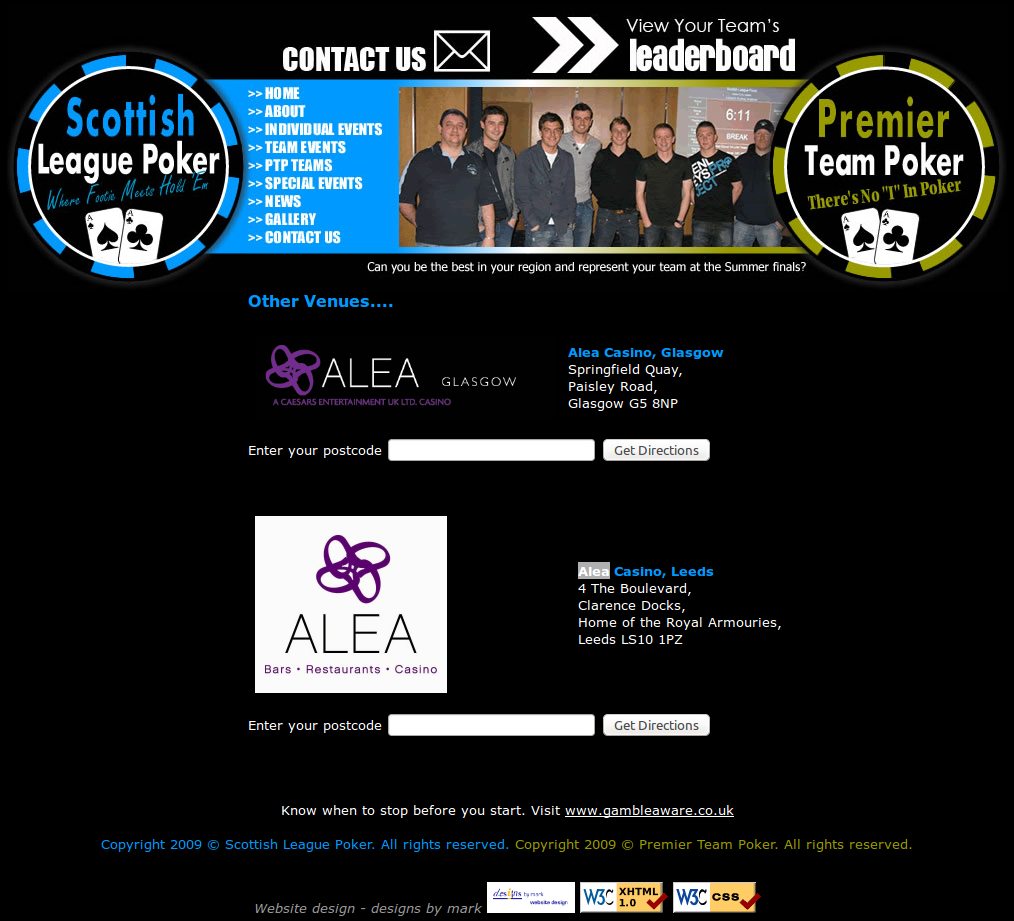 CONTACT US
View Your Team's
leaderboard
Scottish
League Poker
Where Footie Meets Hold 'Em
>> HOME
>> ABOUT
>> INDIVIDUAL EVENTS
>> TEAM EVENTS
>> PTP TEAMS
>> SPECIAL EVENTS
>> NEWS
>> GALLERY
>> CONTACT US
6:11
BREAK
Premier
Team Poker
There's No "I" In Poker
Can you be the best in your region and represent your team at the Summer finals?
Other Venues....
ALEA GLASGOW
A CAESARS ENTERTAINMENT UK LTD. CASINO
Alea Casino, Glasgow
Springfield Quay,
Paisley Road,
Glasgow G5 8NP
Enter your postcode Get Directions
ALEA
Bars • Restaurants • Casino
Alea Casino, Leeds
4 The Boulevard,
Clarence Docks,
Home of the Royal Armouries,
Leeds LS10 1PZ
Enter your postcode Get Directions
Know when to stop before you start. Visit www.gambleaware.co.uk
Copyright 2009 © Scottish League Poker. All rights reserved. Copyright 2009 © Premier Team Poker. All rights reserved.
Website design - designs by mark
designs by mark
website design
W3C XHTML 1.0
W3C CSS